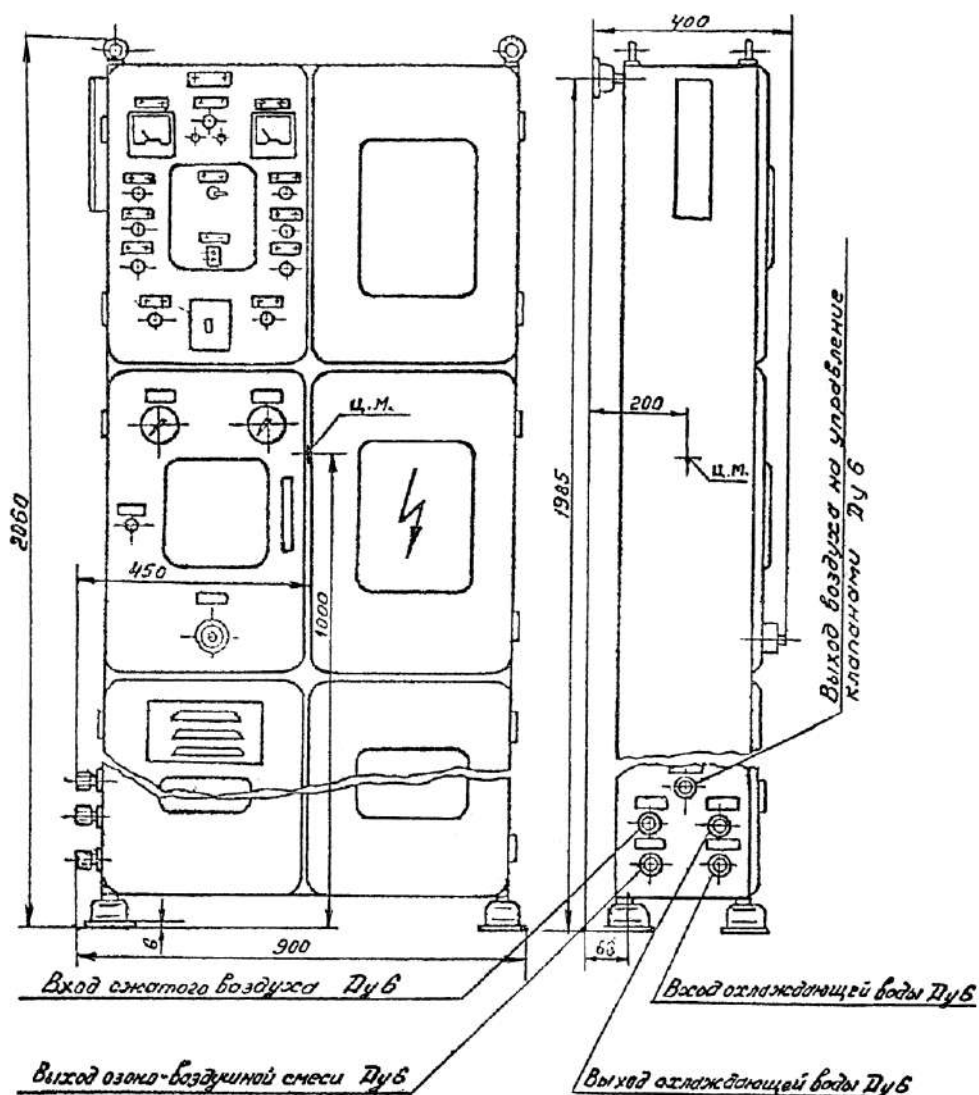 400
2060
Ц.М.
200
Ц.М.
1985
Выход воздуха на управление
клапанами Ду 6
450
1000
6
900
68
Вход сжатого воздуха Ду 6
Вход охлаждающей воды Ду 6
Выход озоно-воздушной смеси Ду 6
Выход охлаждающей воды Ду 6